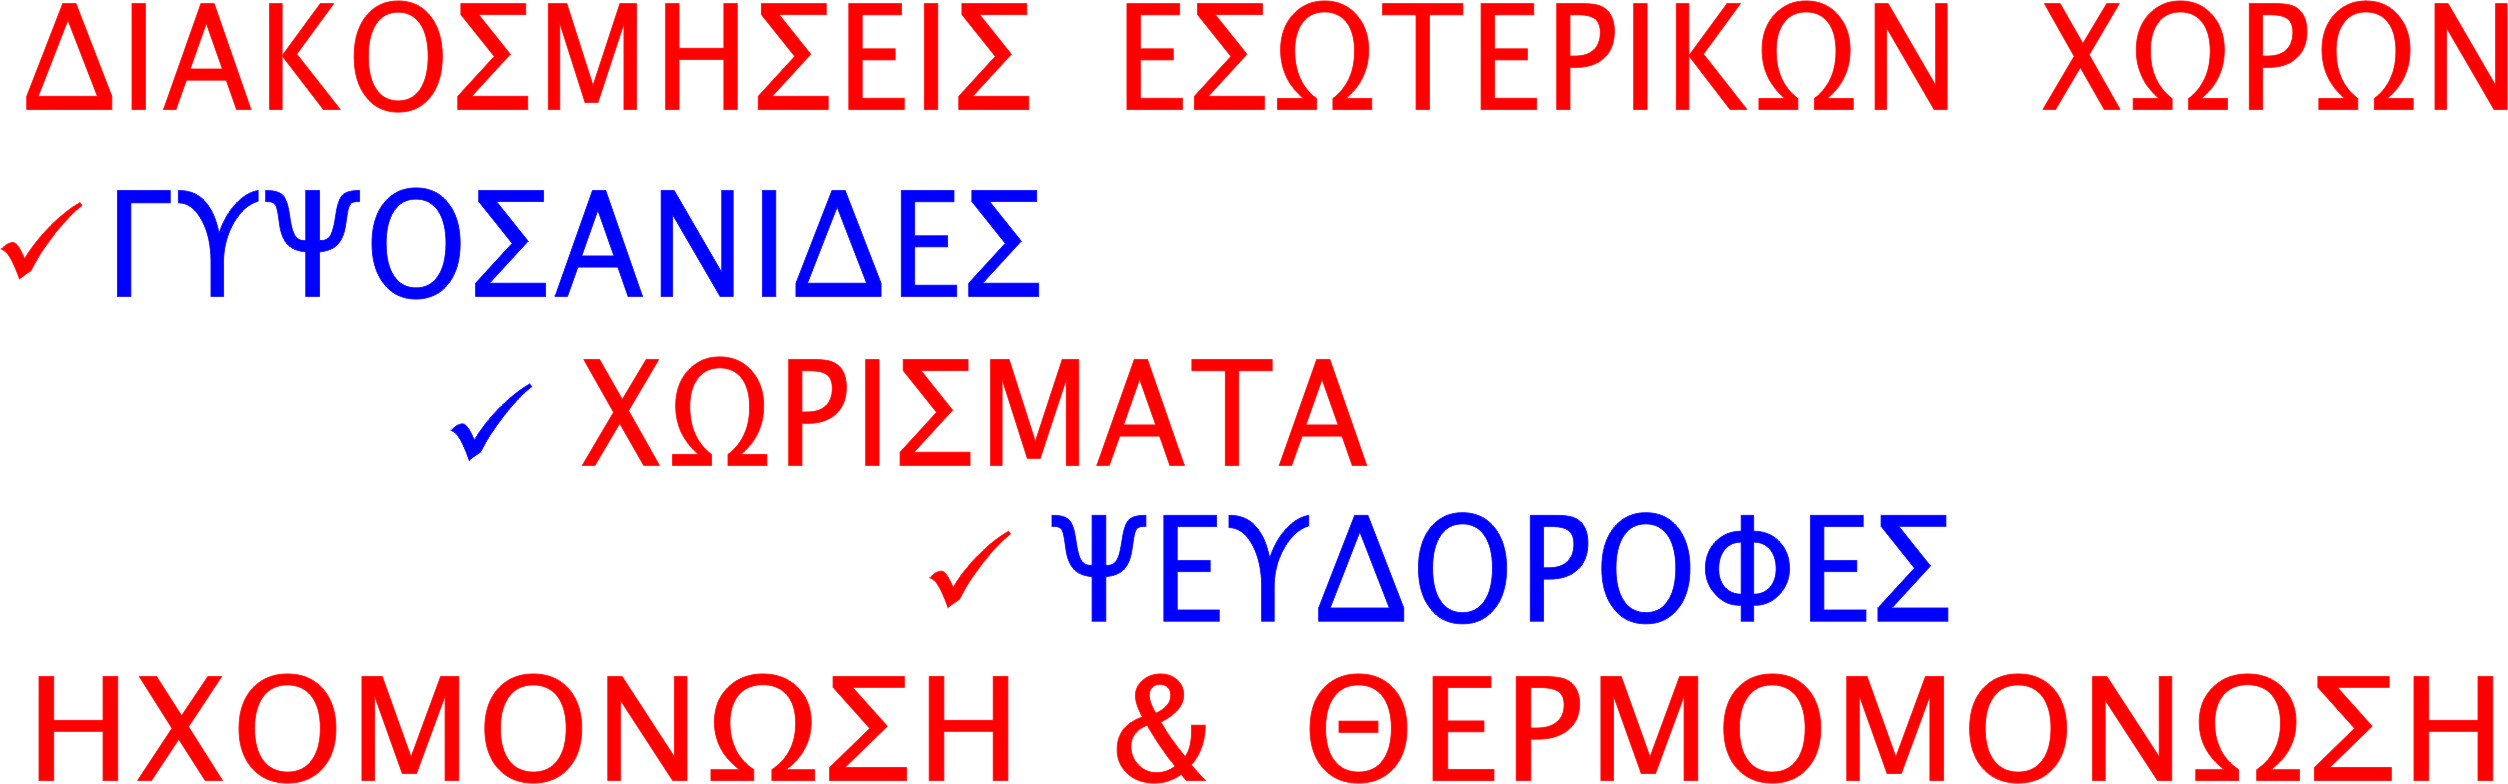 ΔΙΑΚΟΣΜΗΣΕΙΣ ΕΣΩΤΕΡΙΚΩΝ ΧΩΡΩΝ
✓ ΓΥΨΟΣΑΝΙΔΕΣ
✓ ΧΩΡΙΣΜΑΤΑ
✓ ΨΕΥΔΟΡΟΦΕΣ
ΗΧΟΜΟΝΩΣΗ & ΘΕΡΜΟΜΟΝΩΣΗ